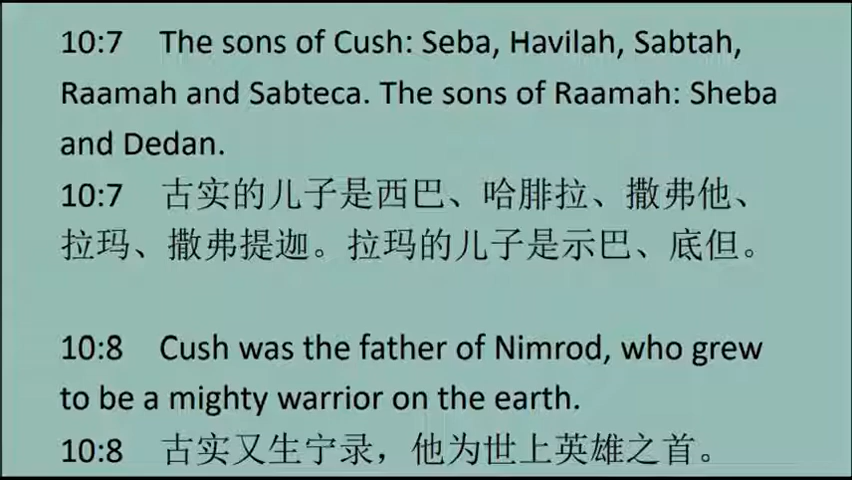 10:7 The sons of Cush: Seba, Havilah, Sabtah,
Raamah and Sabteca. The sons of Raamah: Sheba
and Dedan.
10:7 古实的儿子是西巴、哈腓拉、撒弗他、
拉玛、撒弗提迦。拉玛的儿子是示巴、底但。
10:8 Cush was the father of Nimrod, who grew
to be a mighty warrior on the earth.
10:8 古实又生宁录，他为世上英雄之首。